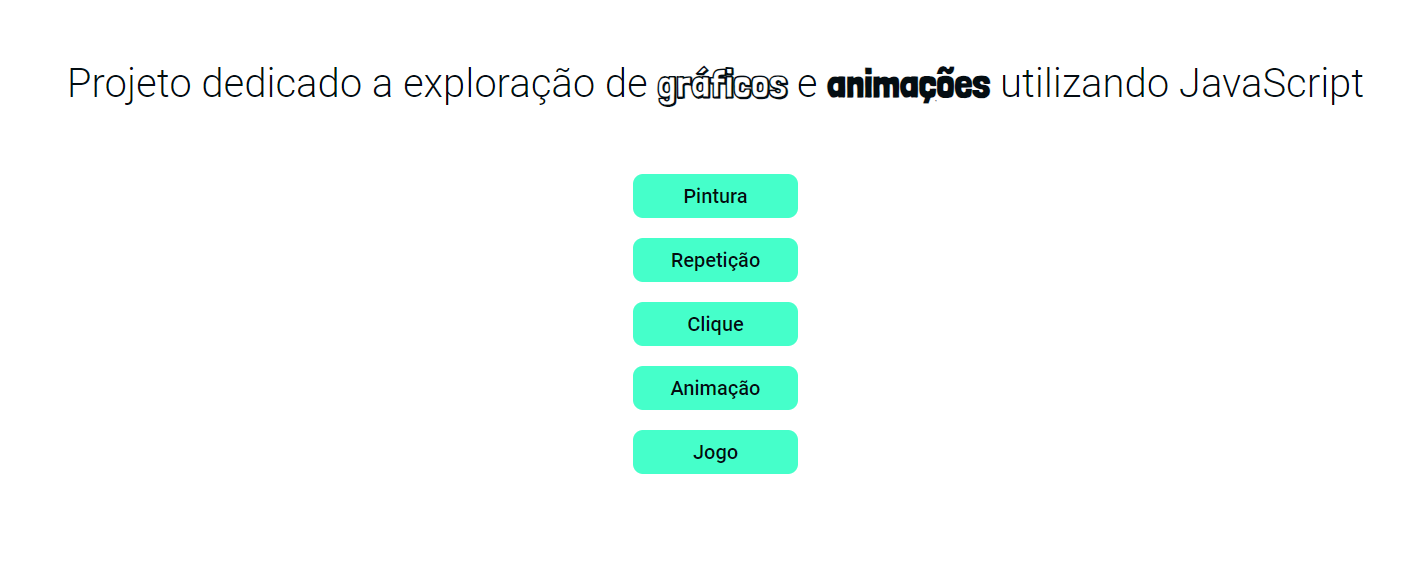 Projeto dedicado a exploração de gráficos e animações utilizando JavaScript
Pintura
Repetição
Clique
Animação
Jogo